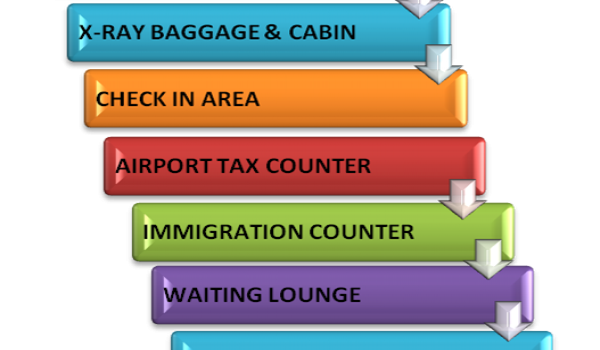 X-RAY BAGGAGE & CABIN
CHECK IN AREA
AIRPORT TAX COUNTER
IMMIGRATION COUNTER
WAITING LOUNGE